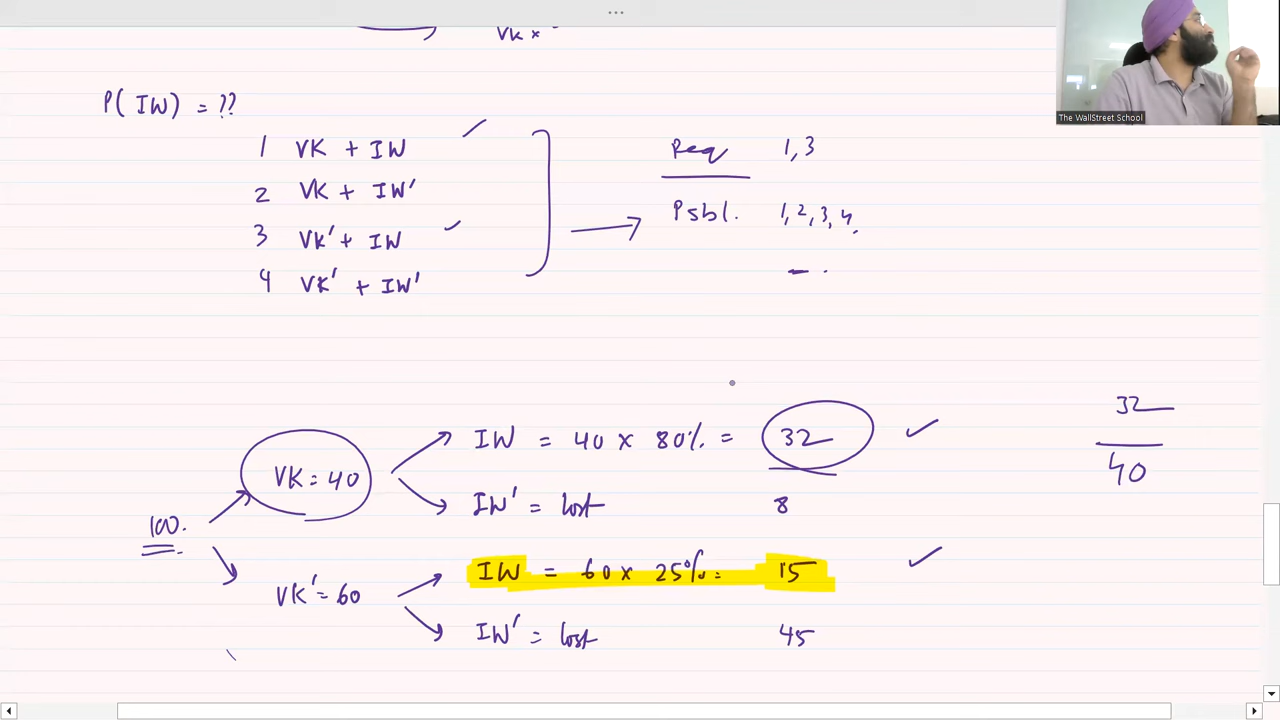 VK ×
The WallStreet School
P( IW) = ??
1 VK + IW
2 VK + IW'
3 VK' + IW
4 VK' + IW'
Req 1,3
Psbl. 1,2,3,4
32
40
100.
VK = 40
IW = 40 x 80% = 32
IW' = lost 8
VK' = 60
IW = 60 x 25% = 15
IW' = lost 45